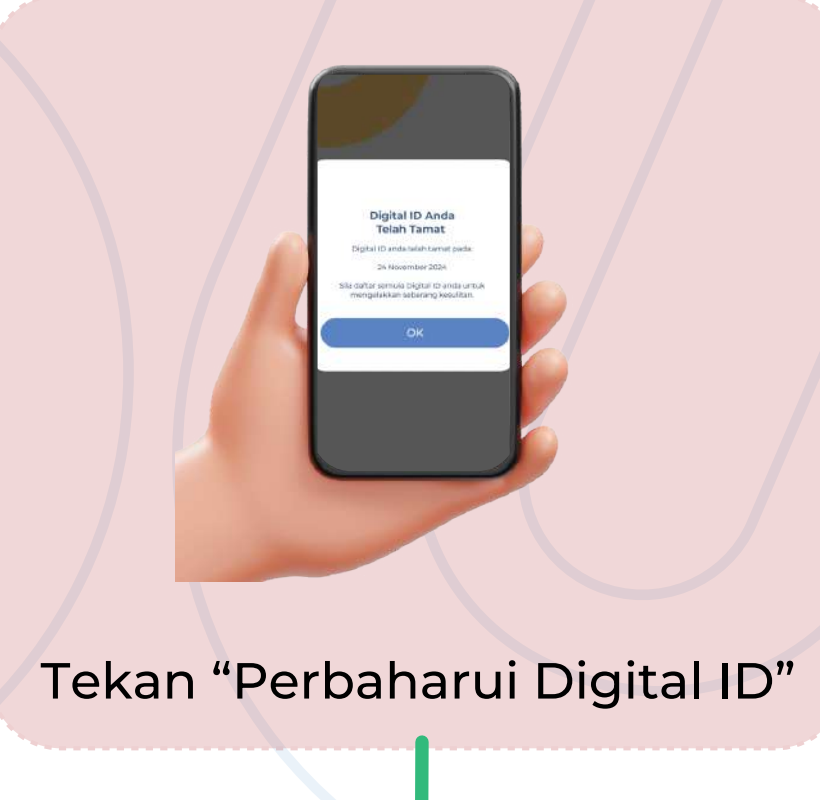 Digital ID Anda
Telah Tamat
Digital ID anda telah tamat pada:
24 November 2024
Sila daftar semula Digital ID anda untuk
mengelakkan sebarang kesulitan.
OK
Tekan “Perbaharui Digital ID”